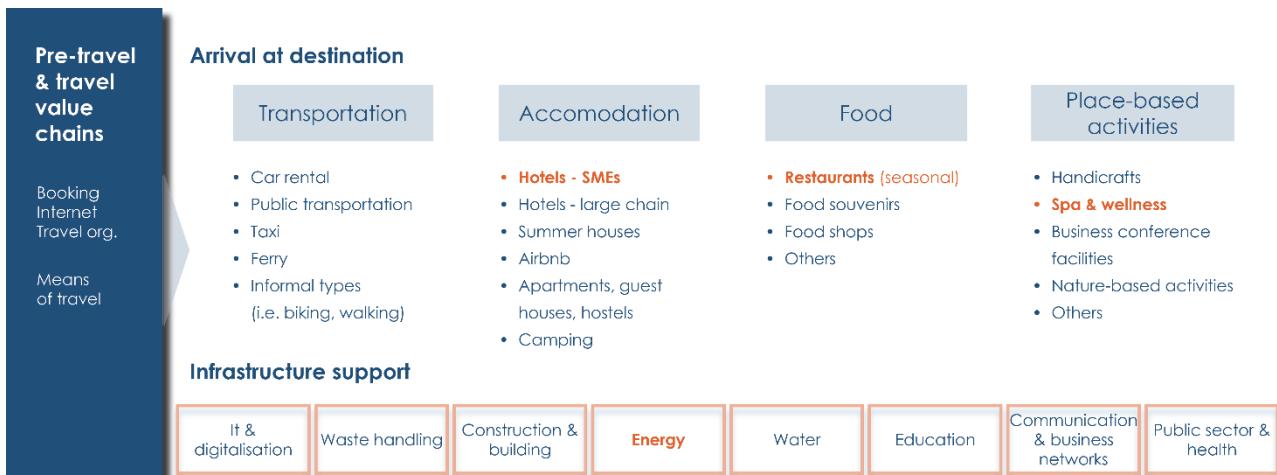 Pre-travel
& travel
value
chains
Booking
Internet
Travel org.
Means
of travel
Arrival at destination
Transportation
• Car rental
• Public transportation
• Taxi
• Ferry
• Informal types
(i.e. biking, walking)
Accomodation
• Hotels - SMEs
• Hotels - large chain
• Summer houses
• Airbnb
• Apartments, guest
houses, hostels
• Camping
Food
• Restaurants (seasonal)
• Food souvenirs
• Food shops
• Others
Place-based
activities
• Handicrafts
• Spa & wellness
• Business conference
facilities
• Nature-based activities
• Others
Infrastructure support
It &
digitalisation
Waste handling
Construction &
building
Energy
Water
Education
Communication
& business
networks
Public sector &
health